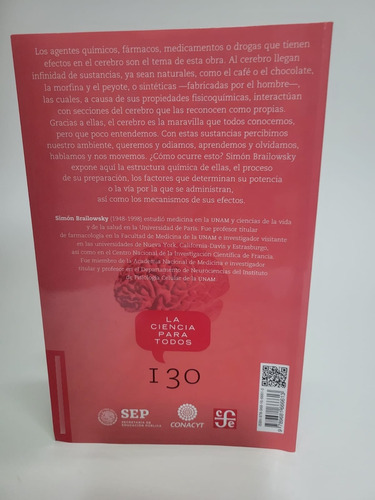 Los agentes químicos, fármacos, medicamentos o drogas que tienen
efectos en el cerebro son el tema de esta obra. Al cerebro llegan
infinidad de sustancias, ya sean naturales, como el café o el chocolate,
la morfina y el peyote, o sintéticas —fabricadas por el hombre—,
las cuales, a causa de sus propiedades fisicoquímicas, interactúan
con secciones del cerebro que las reconocen como propias.
Gracias a ellas, el cerebro es la maravilla que todos conocemos,
pero que poco entendemos. Con estas sustancias percibimos
nuestro ambiente, queremos y odiamos, aprendemos y olvidamos,
hablamos y nos movemos. ¿Cómo ocurre esto? Simón Brailowsky
expone aquí la estructura química de ellas, el proceso
de su preparación, los factores que determinan su potencia
o la vía por la que se administran,
así como los mecanismos de sus efectos.
Simón Brailowsky (1948-1998) estudió medicina en la UNAM y ciencias de la vida
y de la salud en la Universidad de París. Fue profesor titular
de farmacología en la Facultad de Medicina de la UNAM e investigador visitante
en las universidades de Nueva York, California-Davis y Estrasburgo,
así como en el Centro Nacional de la Investigación Científica de Francia.
Fue miembro de la Academia Nacional de Medicina e investigador
titular y profesor en el Departamento de Neurociencias del Instituto
de Fisiología Celular de la UNAM.
LA
CIENCIA
PARA
TODOS
130
SEP
SECRETARÍA DE
EDUCACIÓN PÚBLICA
CONACYT